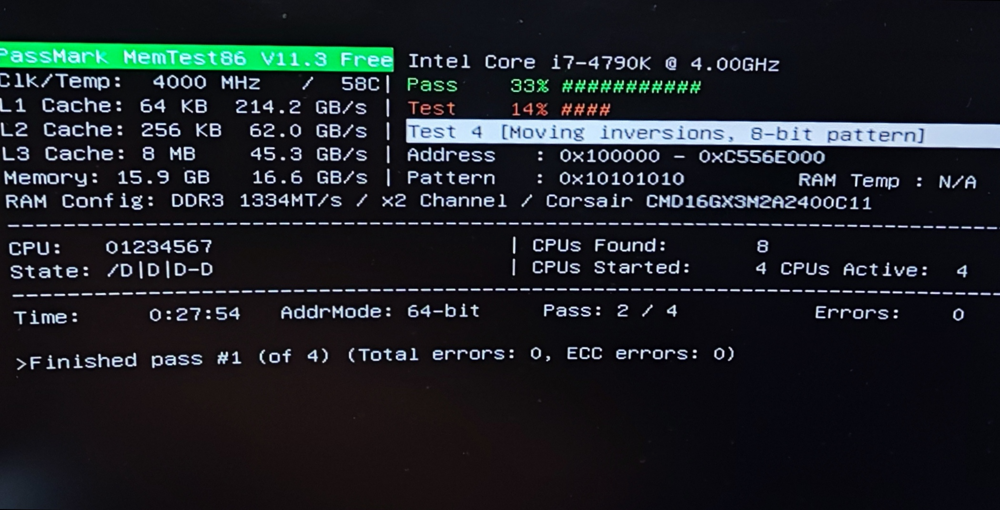 PassMark MemTest86 V11.3 Free Intel Core i7-4790K @ 4.00GHz
Clk/Temp: 4000 MHz / 58C| Pass 33% ###########
L1 Cache: 64 KB 214.2 GB/s | Test 14% ####
L2 Cache: 256 KB 62.0 GB/s | Test 4 [Moving inversions, 8-bit pattern]
L3 Cache: 8 MB 45.3 GB/s | Address : 0x100000 - 0xC556E000
Memory: 15.9 GB 16.6 GB/s | Pattern : 0x10101010 RAM Temp : N/A
RAM Config: DDR3 1334MT/s / x2 Channel / Corsair CMD16GX3M2A2400C11
CPU: 01234567 | CPUs Found: 8
State: /D|D|D-D | CPUs Started: 4 CPUs Active: 4
Time: 0:27:54 AddrMode: 64-bit Pass: 2 / 4 Errors: 0
>Finished pass #1 (of 4) (Total errors: 0, ECC errors: 0)